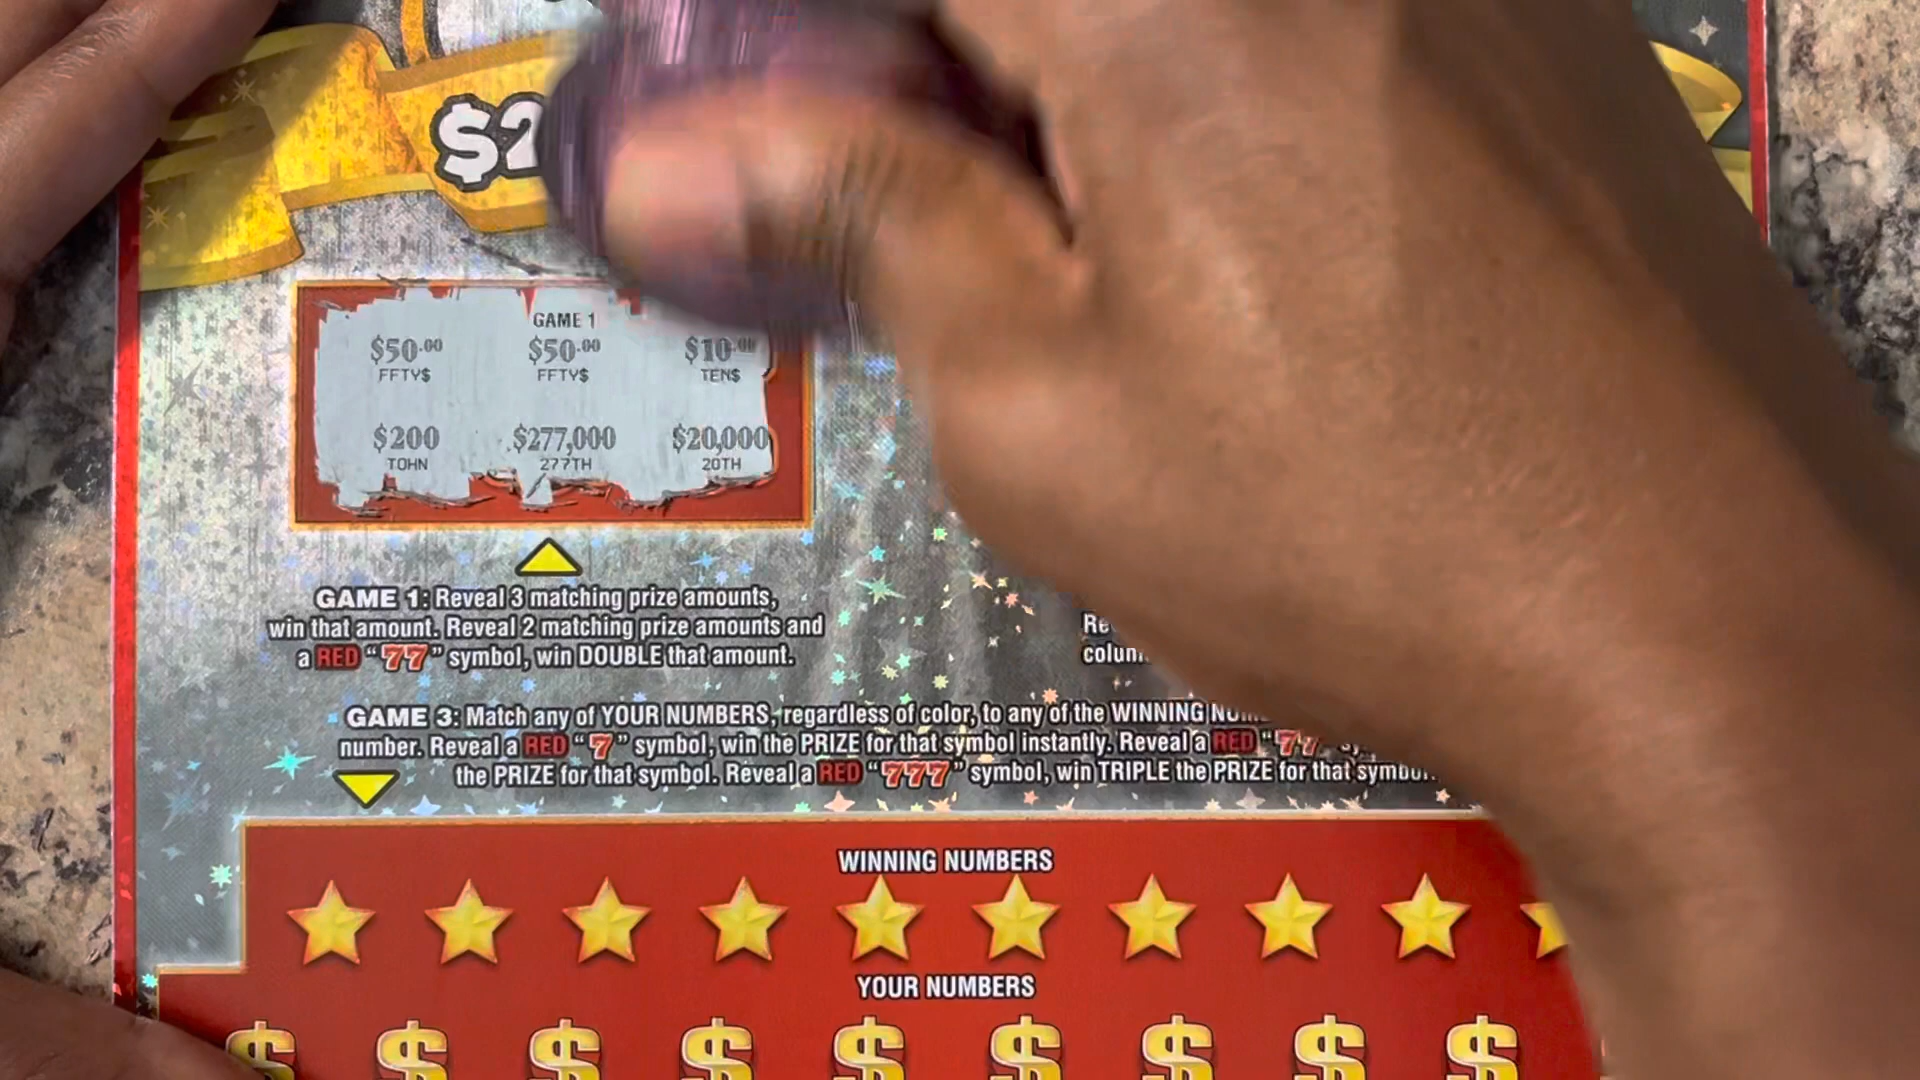 GAME 1
$50.00 $50.00 $10.00
FFTY$ FFTY$ TEN$
$200 $277,000 $20,000
TOHN 277TH 20TH
GAME 1: Reveal 3 matching prize amounts,
win that amount. Reveal 2 matching prize amounts and
a RED "77" symbol, win DOUBLE that amount.
GAME 3: Match any of YOUR NUMBERS, regardless of color, to any of the WINNING
number. Reveal a RED "7" symbol, win the PRIZE for that symbol instantly. Reveal a RED "77"
the PRIZE for that symbol. Reveal a RED "777" symbol, win TRIPLE the PRIZE for that symbol.
WINNING NUMBERS
YOUR NUMBERS
$ $ $ $ $ $ $ $ $